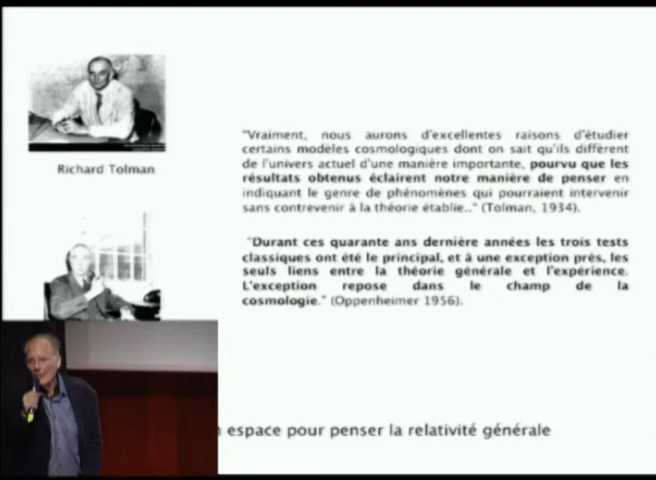 Richard Tolman
"Vraiment, nous aurons d'excellentes raisons d'étudier
certains modèles cosmologiques dont on sait qu'ils diffèrent
de l'univers actuel d'une manière importante, pourvu que les
résultats obtenus éclairent notre manière de penser en
indiquant le genre de phénomènes qui pourraient intervenir
sans contrevenir à la théorie établie.." (Tolman, 1934).
"Durant ces quarante ans dernière années les trois tests
classiques ont été le principal, et à une exception près, les
seuls liens entre la théorie générale et l'expérience.
L'exception repose dans le champ de la
cosmologie." (Oppenheimer 1956).
espace pour penser la relativité générale